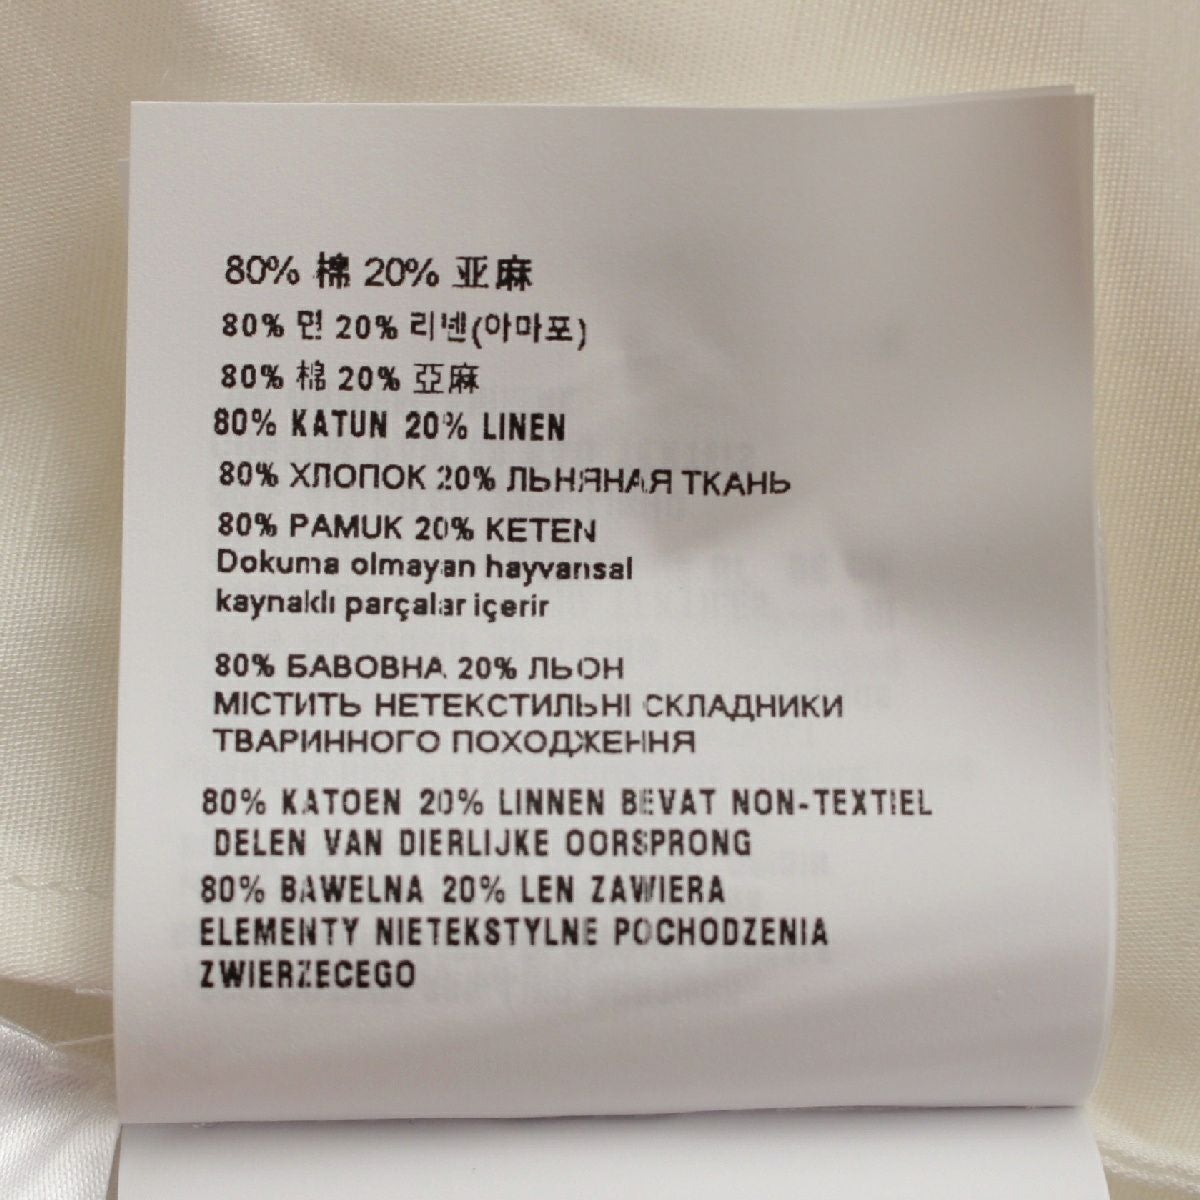 80% 棉 20% 亚麻
80% 면 20% 리넨(아마포)
80% 棉 20% 亞麻
80% KATUN 20% LINEN
80% ХЛОПОК 20% ЛЬНЯНАЯ ТКАНЬ
80% PAMUK 20% KETEN
Dokuma olmayan hayvansal
kaynaklı parçalar içerir
80% БАВОВНА 20% ЛЬОН
МІСТИТЬ НЕТЕКСТИЛЬНІ СКЛАДНИКИ
ТВАРИННОГО ПОХОДЖЕННЯ
80% KATOEN 20% LINNEN BEVAT NON-TEXTIEL
DELEN VAN DIERLIJKE OORSPRONG
80% BAWELNA 20% LEN ZAWIERA
ELEMENTY NIETEKSTYLNE POCHODZENIA
ZWIERZECEGO